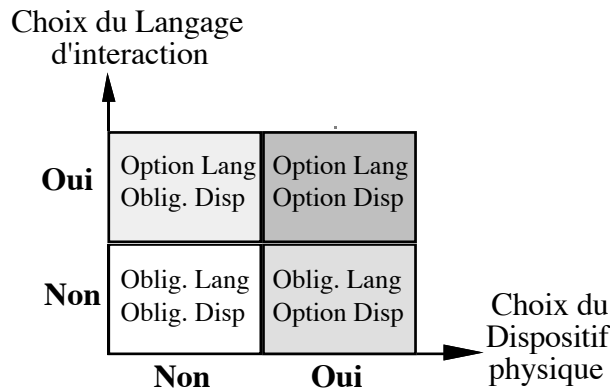 Choix du Langage
d'interaction
Oui
Option Lang
Oblig. Disp
Option Lang
Option Disp
Non
Oblig. Lang
Oblig. Disp
Oblig. Lang
Option Disp
Choix du
Dispositif
physique
Non
Oui